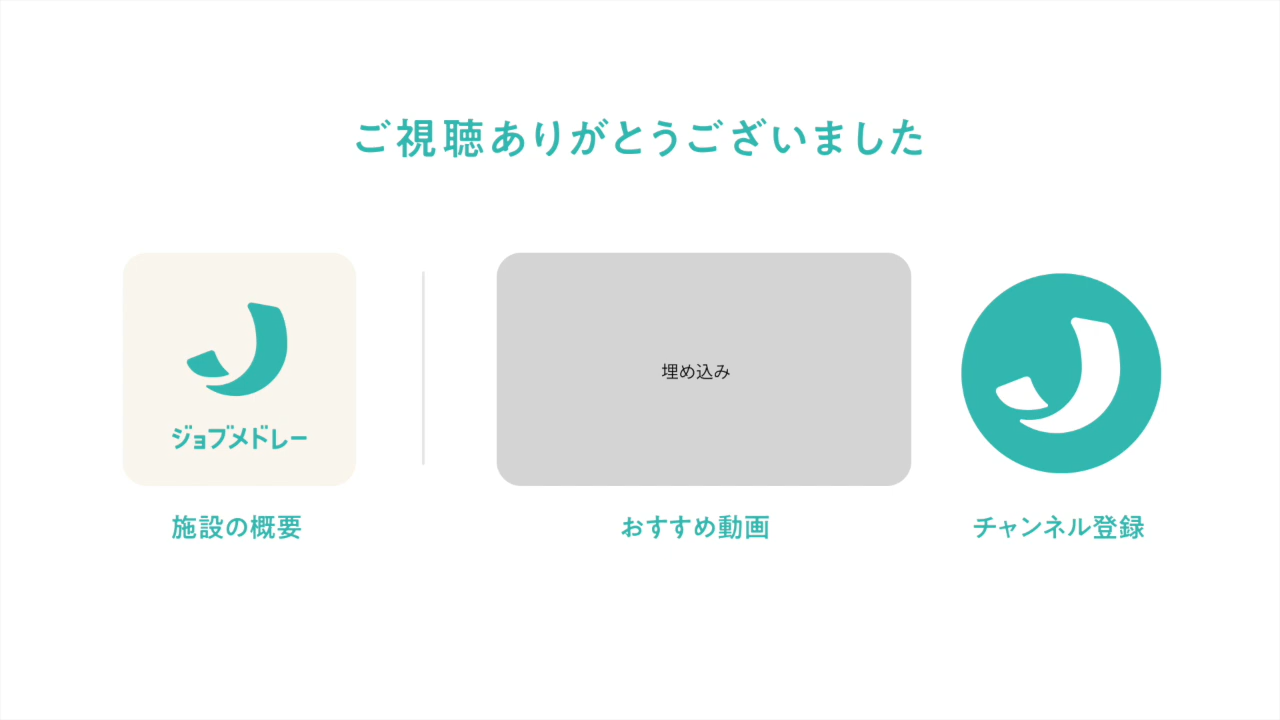 ご視聴ありがとうございました
ジョブメドレー
埋め込み
施設の概要
おすすめ動画
チャンネル登録